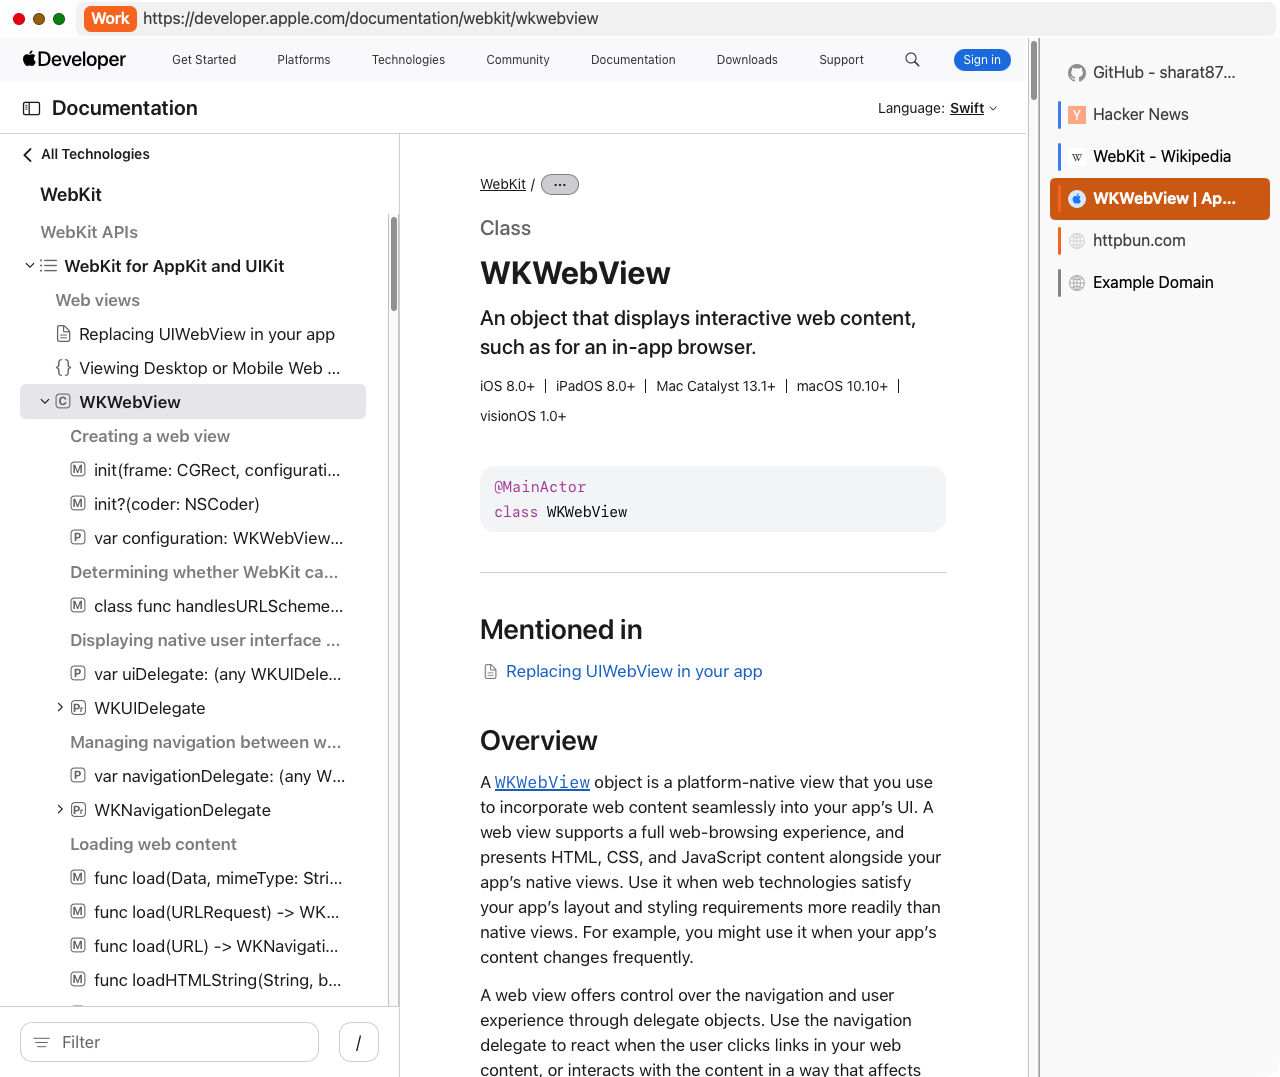 Work https://developer.apple.com/documentation/webkit/wkwebview
Developer Get Started Platforms Technologies Community Documentation Downloads Support Sign in
Documentation Language: Swift
All Technologies
WebKit
WebKit APIs
WebKit for AppKit and UIKit
Web views
Replacing UIWebView in your app
{} Viewing Desktop or Mobile Web ...
C WKWebView
Creating a web view
M init(frame: CGRect, configurati...
M init?(coder: NSCoder)
P var configuration: WKWebView...
Determining whether WebKit ca...
M class func handlesURLScheme...
Displaying native user interface ...
P var uiDelegate: (any WKUIDele...
Pr WKUIDelegate
Managing navigation between w...
P var navigationDelegate: (any W...
Pr WKNavigationDelegate
Loading web content
M func load(Data, mimeType: Stri...
M func load(URLRequest) -> WK...
M func load(URL) -> WKNavigati...
M func loadHTMLString(String, b...
Filter /
WebKit / ...
Class
WKWebView
An object that displays interactive web content,
such as for an in-app browser.
iOS 8.0+ | iPadOS 8.0+ | Mac Catalyst 13.1+ | macOS 10.10+ |
visionOS 1.0+
@MainActor
class WKWebView
Mentioned in
Replacing UIWebView in your app
Overview
A WKWebView object is a platform-native view that you use
to incorporate web content seamlessly into your app’s UI. A
web view supports a full web-browsing experience, and
presents HTML, CSS, and JavaScript content alongside your
app’s native views. Use it when web technologies satisfy
your app’s layout and styling requirements more readily than
native views. For example, you might use it when your app’s
content changes frequently.
A web view offers control over the navigation and user
experience through delegate objects. Use the navigation
delegate to react when the user clicks links in your web
content, or interacts with the content in a way that affects
GitHub - sharat87...
Y Hacker News
W WebKit - Wikipedia
WKWebView | Ap...
httpbun.com
Example Domain